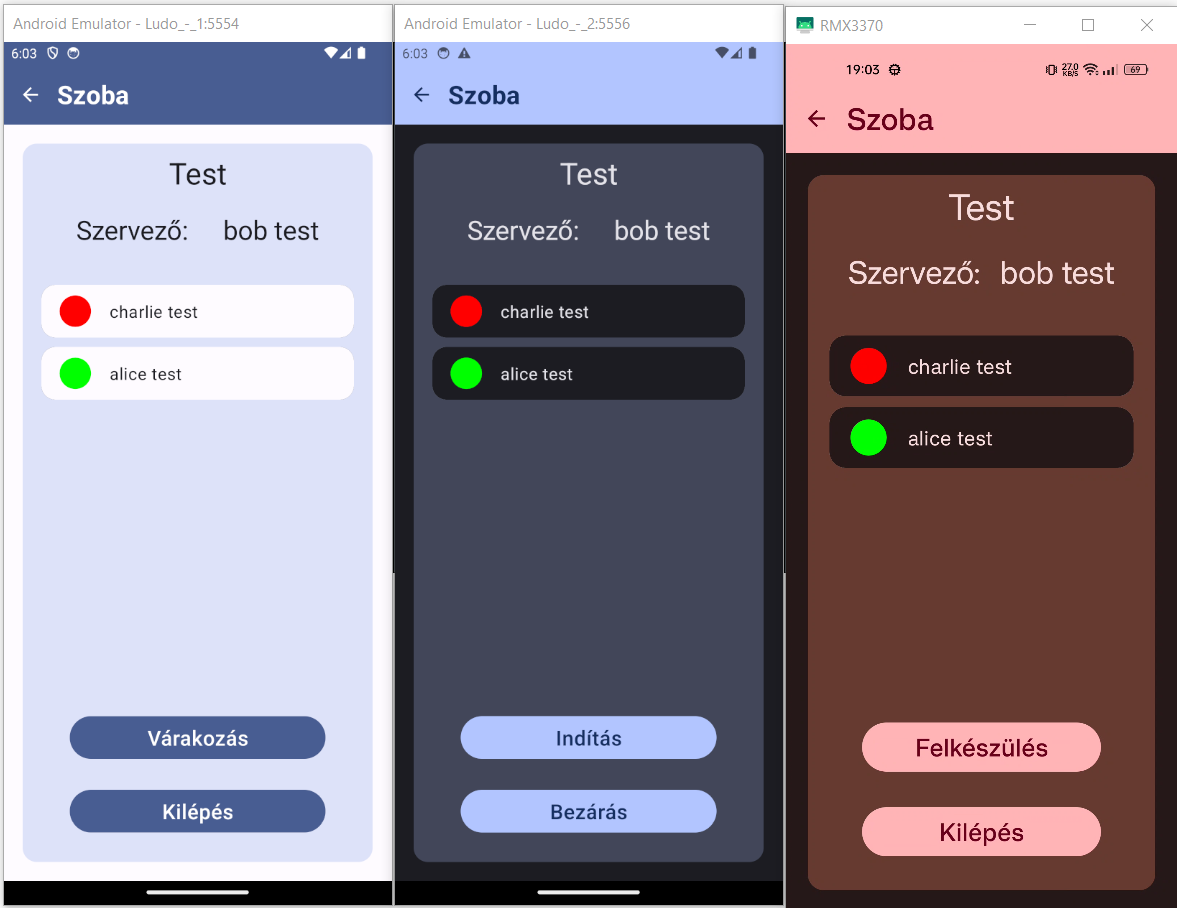 Android Emulator - Ludo_-_1:5554
6:03
Szoba
Test
Szervező: bob test
charlie test
alice test
Várakozás
Kilépés
Android Emulator - Ludo_-_2:5556
6:03
Szoba
Test
Szervező: bob test
charlie test
alice test
Indítás
Bezárás
RMX3370
19:03 27.0 KB/S 69
Szoba
Test
Szervező: bob test
charlie test
alice test
Felkészülés
Kilépés